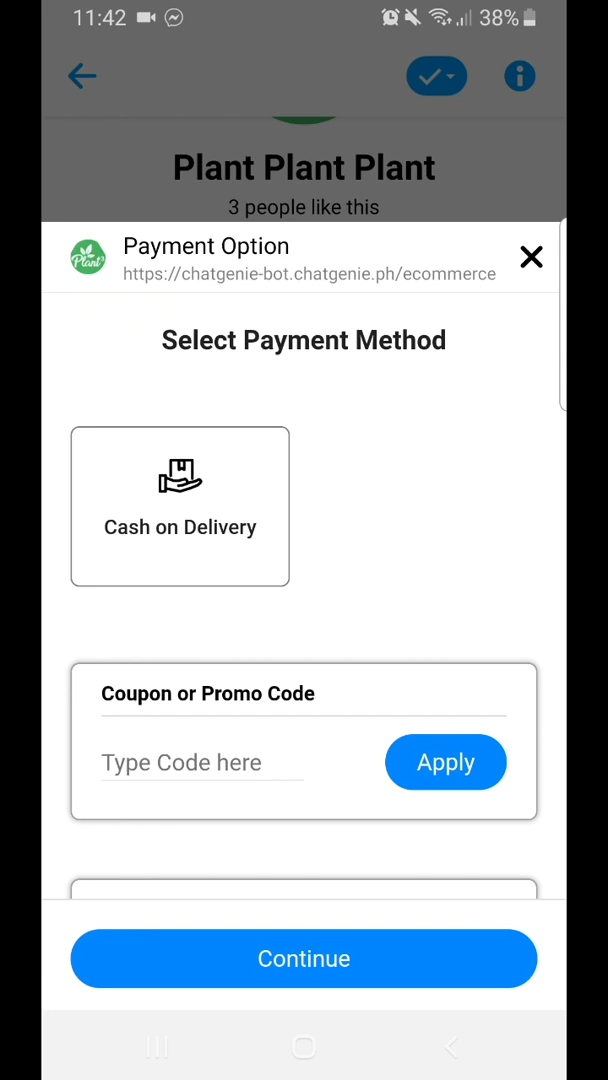 11:42
38%
Plant Plant Plant
3 people like this
Plant³
Payment Option
https://chatgenie-bot.chatgenie.ph/ecommerce
Select Payment Method
Cash on Delivery
Coupon or Promo Code
Type Code here
Apply
Continue